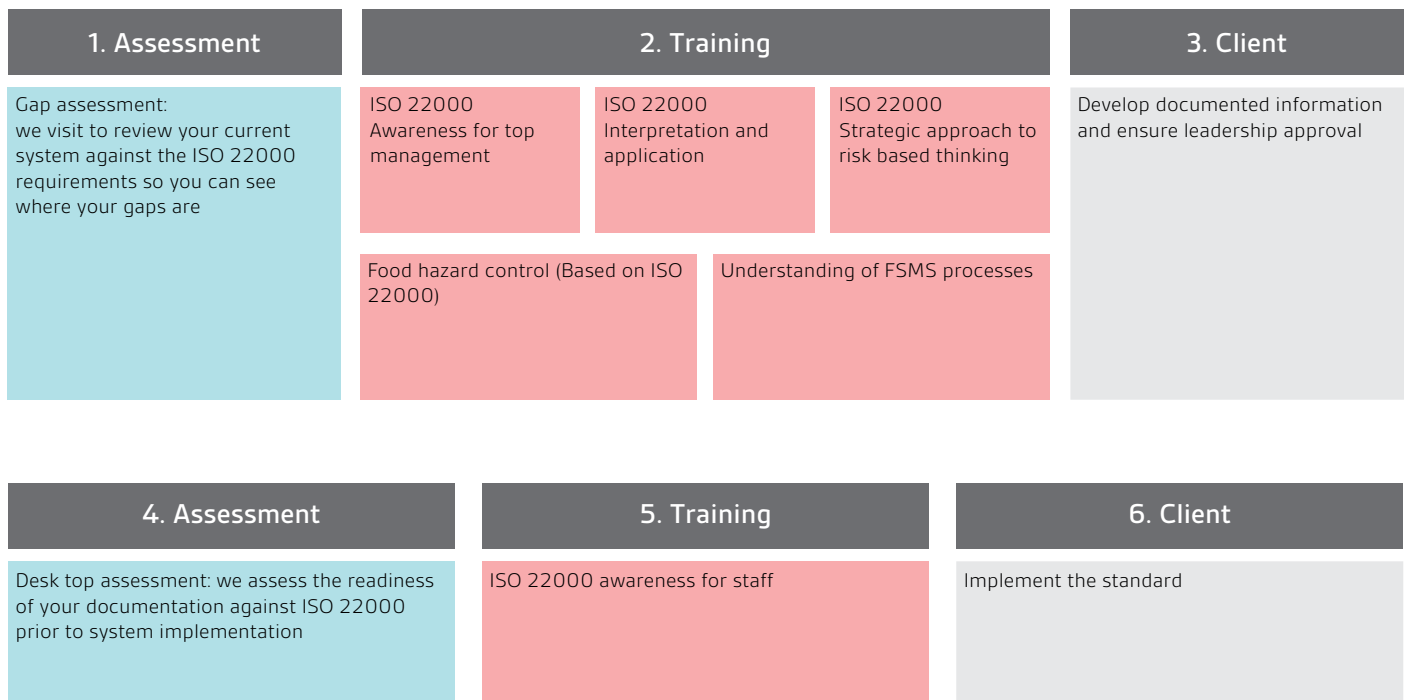 1. Assessment
2. Training
3. Client
Gap assessment:
we visit to review your current
system against the ISO 22000
requirements so you can see
where your gaps are
ISO 22000
Awareness for top
management
ISO 22000
Interpretation and
application
ISO 22000
Strategic approach to
risk based thinking
Food hazard control (Based on ISO
22000)
Understanding of FSMS processes
Develop documented information
and ensure leadership approval
4. Assessment
5. Training
6. Client
Desk top assessment: we assess the readiness
of your documentation against ISO 22000
prior to system implementation
ISO 22000 awareness for staff
Implement the standard